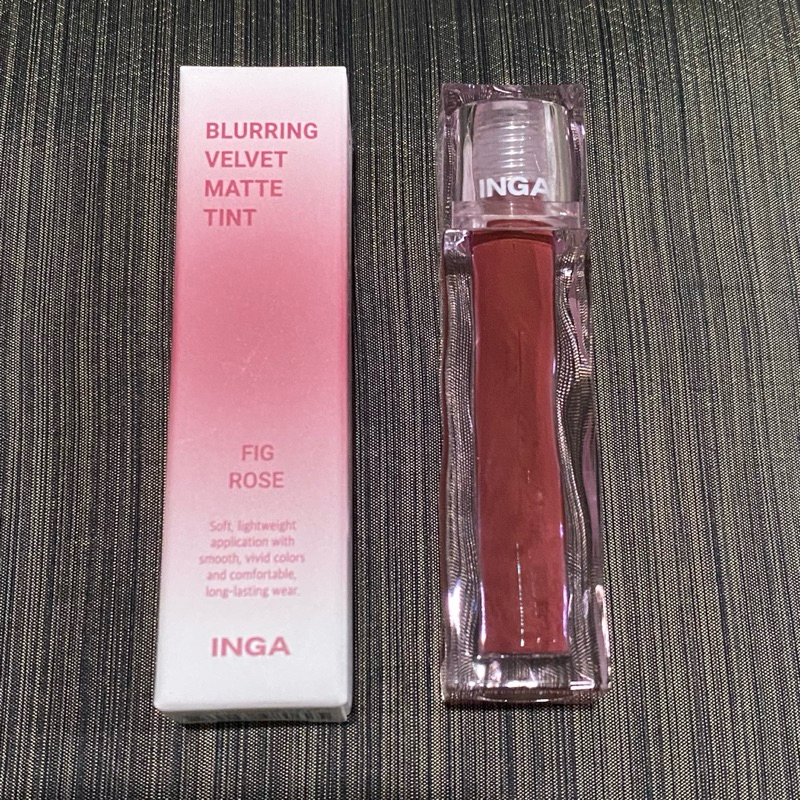 BLURRING
VELVET
MATTE
TINT
FIG
ROSE
Soft, lightweight
application with
smooth, vivid colors
and comfortable,
long-lasting wear.
INGA
INGA